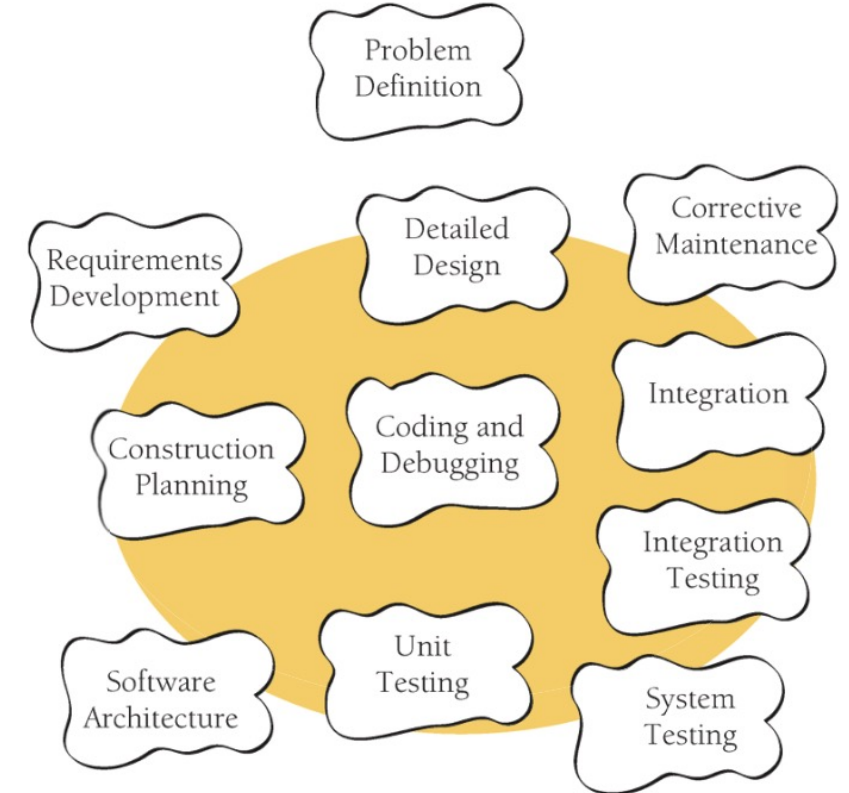 Problem
Definition
Corrective
Maintenance
Detailed
Design
Requirements
Development
Integration
Coding and
Debugging
Construction
Planning
Integration
Testing
Unit
Testing
Software
Architecture
System
Testing